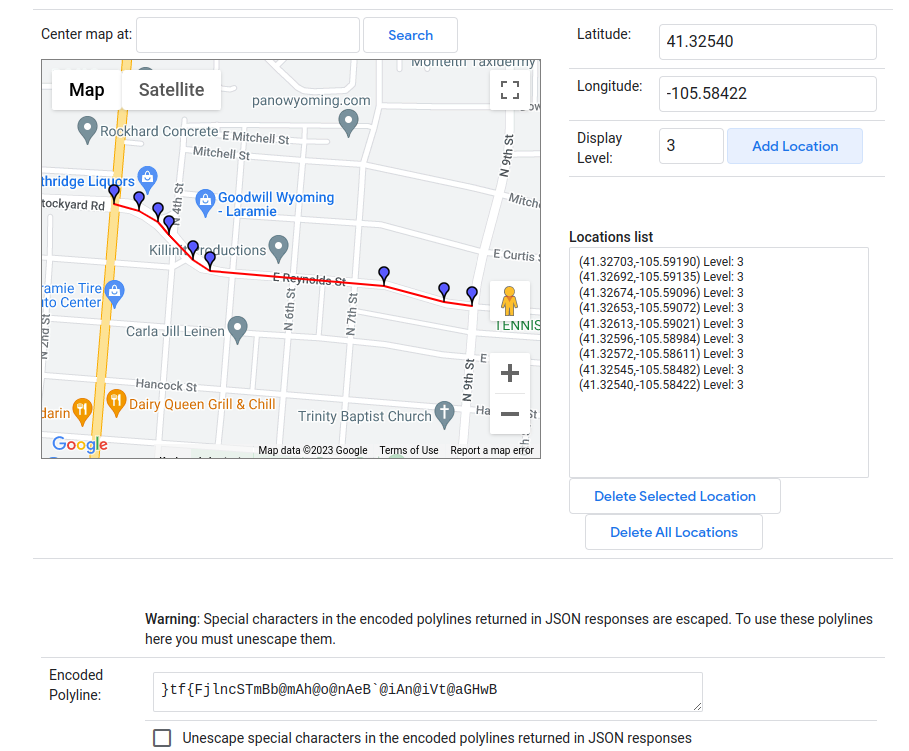 Center map at:
Search
Map
Satellite
Monteith Taxidermy
panowyoming.com
Rockhard Concrete
E Mitchell St
Mitchell St
N 9th St
thridge Liquors
N 4th St
Goodwill Wyoming
- Laramie
Mitch
tockyard Rd
Killinit Productions
E Curtis S
E Reynolds St
ramie Tire
uto Center
N 6th St
N 7th St
Carla Jill Leinen
TENNIS
N 2nd St
E
Hancock St
N 9th St
darin
Dairy Queen Grill & Chill
Trinity Baptist Church
Ha
St
Google
Map data ©2023 Google
Terms of Use
Report a map error
Latitude:
41.32540
Longitude:
-105.58422
Display
Level:
3
Add Location
Locations list
(41.32703,-105.59190) Level: 3
(41.32692,-105.59135) Level: 3
(41.32674,-105.59096) Level: 3
(41.32653,-105.59072) Level: 3
(41.32613,-105.59021) Level: 3
(41.32596,-105.58984) Level: 3
(41.32572,-105.58611) Level: 3
(41.32545,-105.58482) Level: 3
(41.32540,-105.58422) Level: 3
Delete Selected Location
Delete All Locations
Warning: Special characters in the encoded polylines returned in JSON responses are escaped. To use these polylines
here you must unescape them.
Encoded
Polyline:
}tf{FjlncSTmBb@mAh@o@nAeB`@iAn@iVt@aGHwB
Unescape special characters in the encoded polylines returned in JSON responses